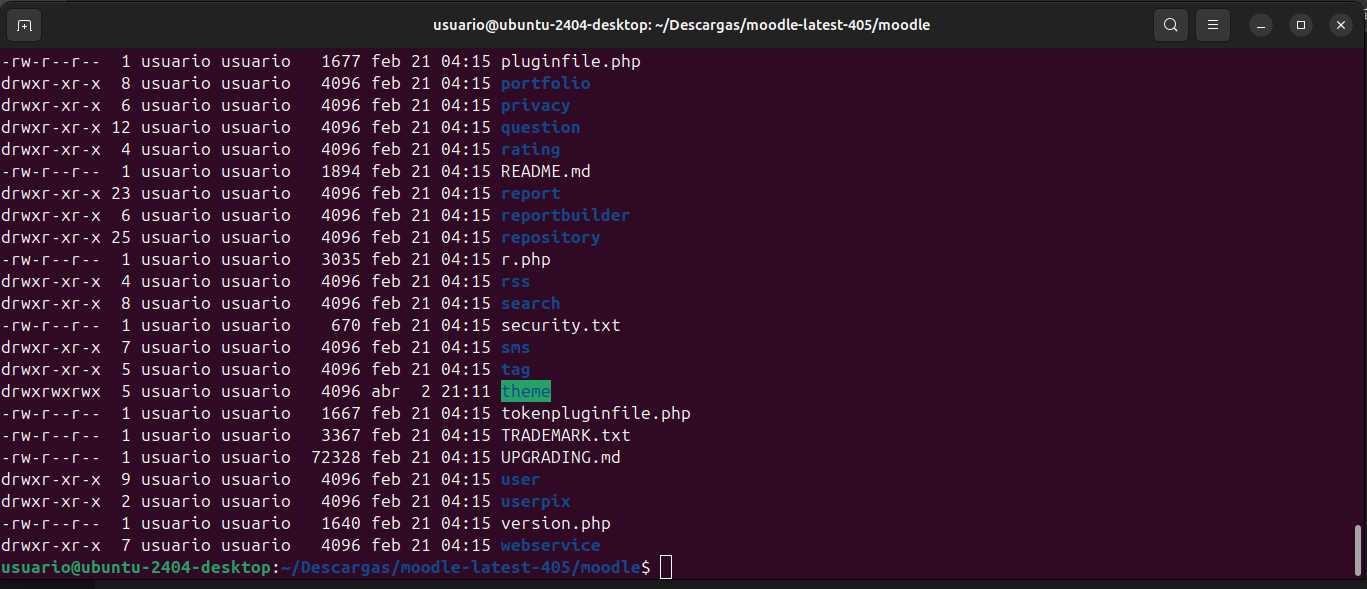 usuario@ubuntu-2404-desktop: ~/Descargas/moodle-latest-405/moodle
-rw-r--r--  1 usuario usuario   1677 feb 21 04:15 pluginfile.php
drwxr-xr-x  8 usuario usuario   4096 feb 21 04:15 portfolio
drwxr-xr-x  6 usuario usuario   4096 feb 21 04:15 privacy
drwxr-xr-x 12 usuario usuario   4096 feb 21 04:15 question
drwxr-xr-x  4 usuario usuario   4096 feb 21 04:15 rating
-rw-r--r--  1 usuario usuario   1894 feb 21 04:15 README.md
drwxr-xr-x 23 usuario usuario   4096 feb 21 04:15 report
drwxr-xr-x  6 usuario usuario   4096 feb 21 04:15 reportbuilder
drwxr-xr-x 25 usuario usuario   4096 feb 21 04:15 repository
-rw-r--r--  1 usuario usuario   3035 feb 21 04:15 r.php
drwxr-xr-x  4 usuario usuario   4096 feb 21 04:15 rss
drwxr-xr-x  8 usuario usuario   4096 feb 21 04:15 search
-rw-r--r--  1 usuario usuario    670 feb 21 04:15 security.txt
drwxr-xr-x  7 usuario usuario   4096 feb 21 04:15 sms
drwxr-xr-x  5 usuario usuario   4096 feb 21 04:15 tag
drwxrwxrwx  5 usuario usuario   4096 abr  2 21:11 theme
-rw-r--r--  1 usuario usuario   1667 feb 21 04:15 tokenpluginfile.php
-rw-r--r--  1 usuario usuario   3367 feb 21 04:15 TRADEMARK.txt
-rw-r--r--  1 usuario usuario  72328 feb 21 04:15 UPGRADING.md
drwxr-xr-x  9 usuario usuario   4096 feb 21 04:15 user
drwxr-xr-x  2 usuario usuario   4096 feb 21 04:15 userpix
-rw-r--r--  1 usuario usuario   1640 feb 21 04:15 version.php
drwxr-xr-x  7 usuario usuario   4096 feb 21 04:15 webservice
usuario@ubuntu-2404-desktop:~/Descargas/moodle-latest-405/moodle$